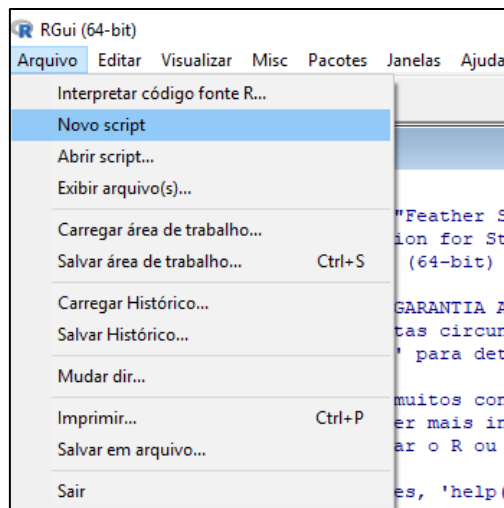 RGui (64-bit)
Arquivo Editar Visualizar Misc Pacotes Janelas Ajuda
Interpretar código fonte R...
Novo script
Abrir script...
Exibir arquivo(s)...
"Feather S
Carregar área de trabalho...
ion for St
Salvar área de trabalho... Ctrl+S
(64-bit)
Carregar Histórico...
GARANTIA A
Salvar Histórico...
tas circun
' para det
Mudar dir...
muitos con
Imprimir... Ctrl+P
er mais in
Salvar em arquivo...
ar o R ou
Sair
es, 'help(